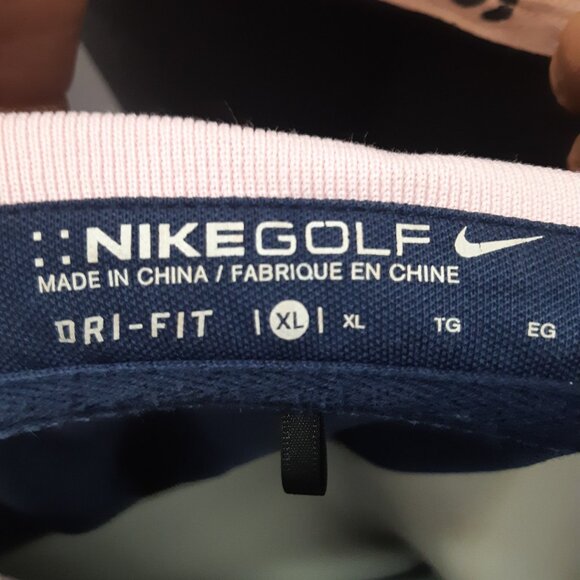 NIKEGOLF
MADE IN CHINA / FABRIQUE EN CHINE
DRI-FIT | XL | XL TG EG